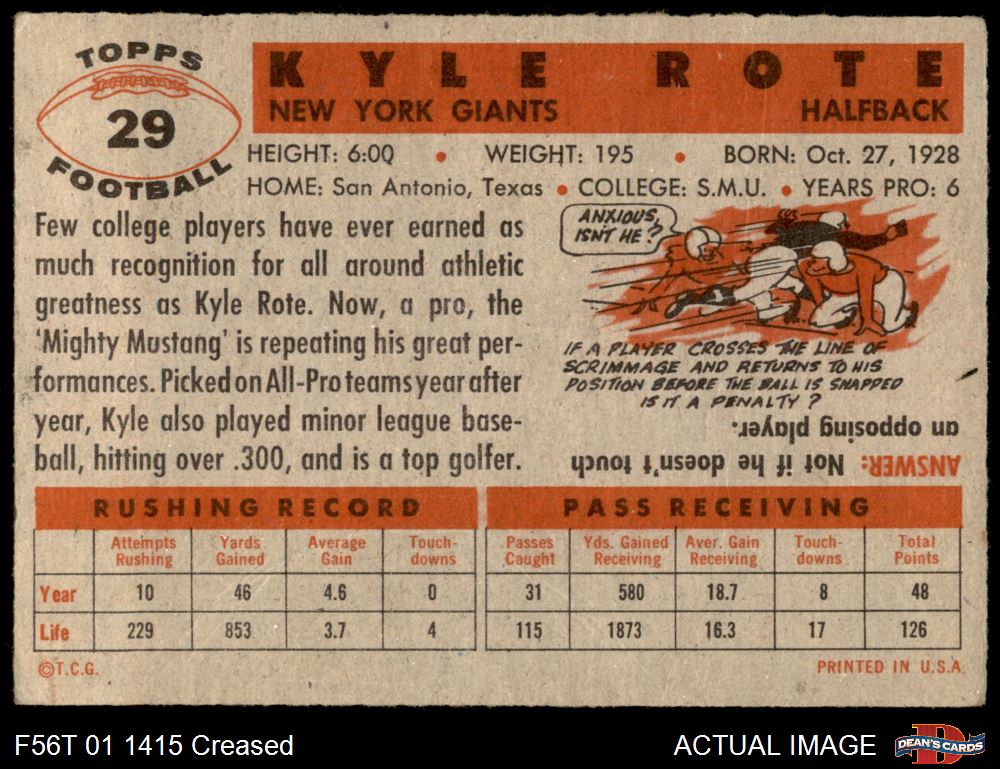 TOPPS
29
FOOTBALL
KYLE ROTE
NEW YORK GIANTS HALFBACK
HEIGHT: 6:00 • WEIGHT: 195 • BORN: Oct. 27, 1928
HOME: San Antonio, Texas • COLLEGE: S.M.U. • YEARS PRO: 6
Few college players have ever earned as
much recognition for all around athletic
greatness as Kyle Rote. Now, a pro, the
'Mighty Mustang' is repeating his great per-
formances. Picked on All-Pro teams year after
year, Kyle also played minor league base-
ball, hitting over .300, and is a top golfer.
ANXIOUS,
ISN'T HE?
IF A PLAYER CROSSES THE LINE OF
SCRIMMAGE AND RETURNS TO HIS
POSITION BEFORE THE BALL IS SNAPPED
IS IT A PENALTY?
ANSWER: Not if he doesn't touch
an opposing player.
RUSHING RECORD
Attempts Rushing Yards Gained Average Gain Touch-downs
Year 10 46 4.6 0
Life 229 853 3.7 4
PASS RECEIVING
Passes Caught Yds. Gained Receiving Aver. Gain Receiving Touch-downs Total Points
31 580 18.7 8 48
115 1873 16.3 17 126
©T.C.G. PRINTED IN U.S.A.
F56T 01 1415 Creased ACTUAL IMAGE
D
DEAN'S CARDS